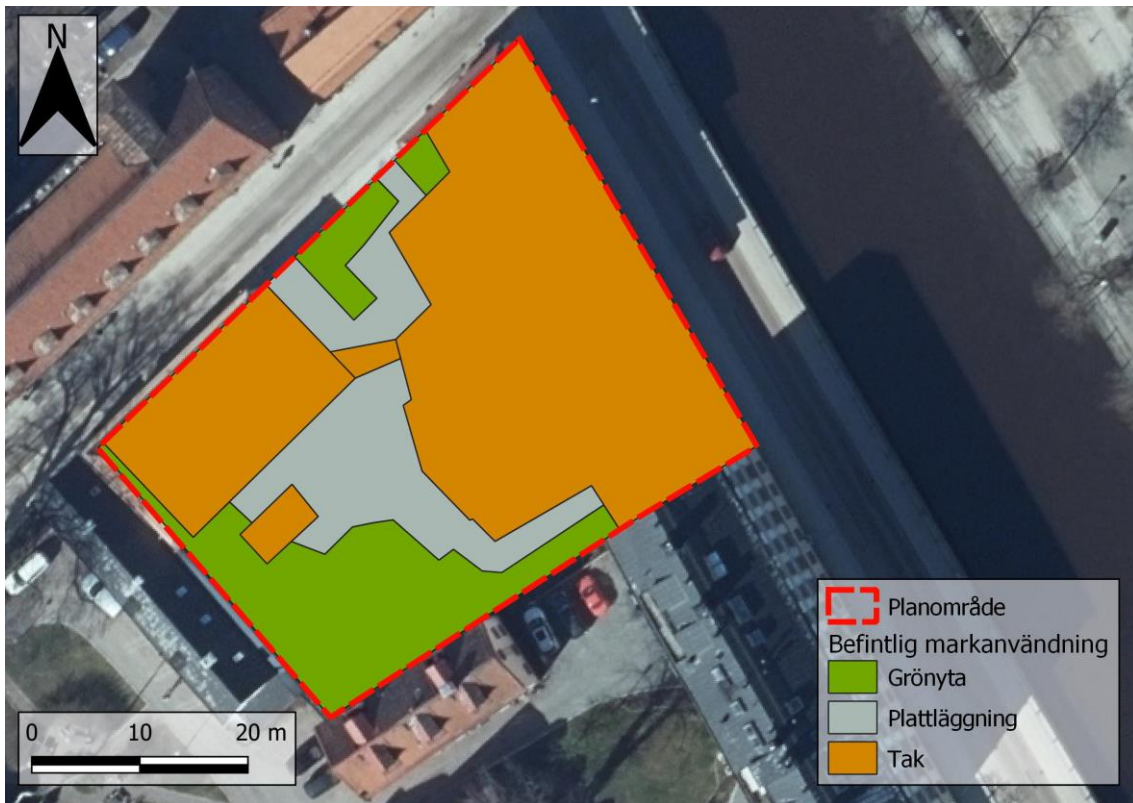 N
Planområde
Befintlig markanvändning
Grönyta
Plattläggning
Tak
0 10 20 m